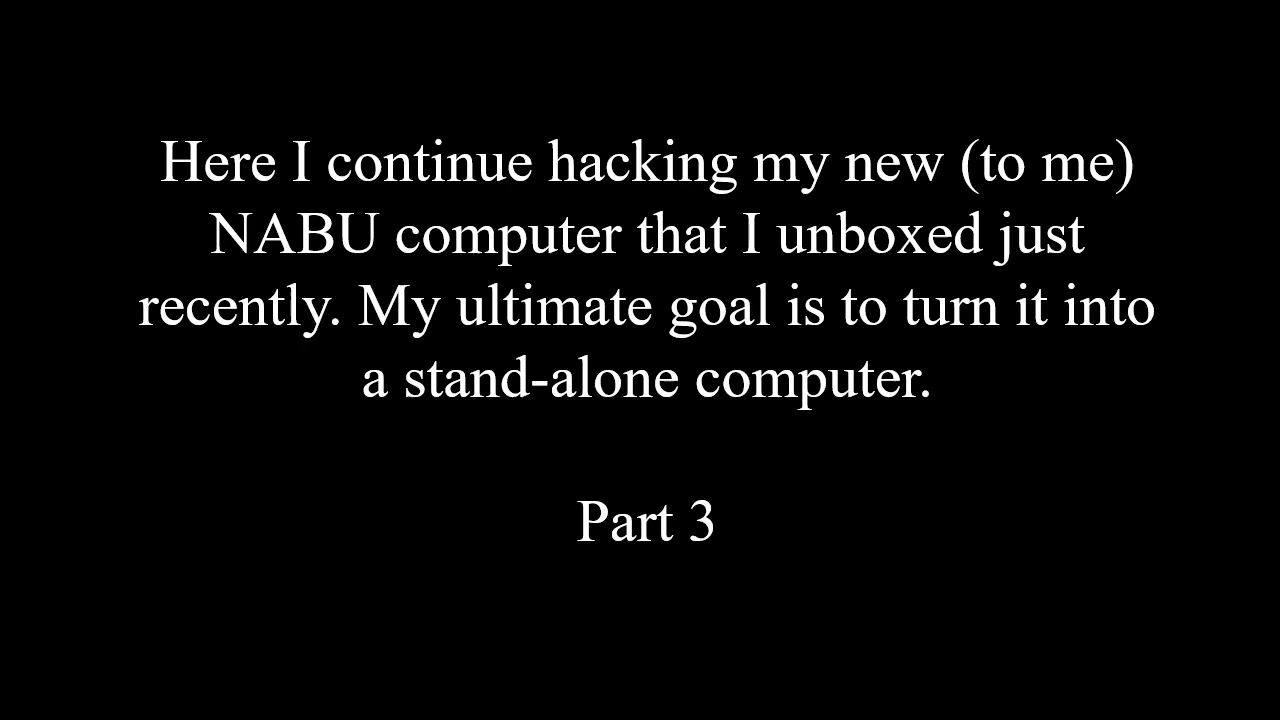 Here I continue hacking my new (to me)
NABU computer that I unboxed just
recently. My ultimate goal is to turn it into
a stand-alone computer.
Part 3